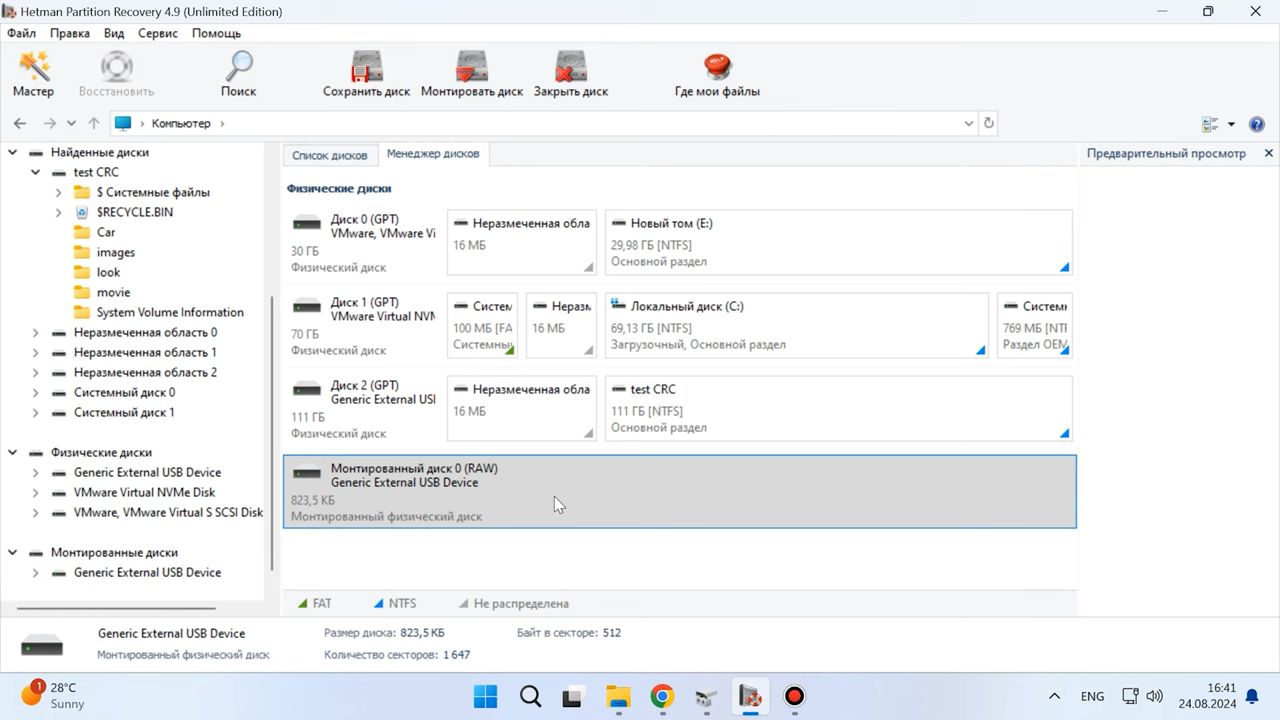 Hetman Partition Recovery 4.9 (Unlimited Edition)
Файл Правка Вид Сервис Помощь
Мастер Восстановить Поиск Сохранить диск Монтировать диск Закрыть диск Где мои файлы
Компьютер
Найденные диски
test CRC
$ Системные файлы
$RECYCLE.BIN
Car
images
look
movie
System Volume Information
Неразмеченная область 0
Неразмеченная область 1
Неразмеченная область 2
Системный диск 0
Системный диск 1
Физические диски
Generic External USB Device
VMware Virtual NVMe Disk
VMware, VMware Virtual S SCSI Disk
Монтированные диски
Generic External USB Device
Список дисков Менеджер дисков
Физические диски
Диск 0 (GPT)
VMware, VMware Vi
30 ГБ
Физический диск
Неразмеченная обла
16 МБ
Новый том (E:)
29,98 ГБ [NTFS]
Основной раздел
Диск 1 (GPT)
VMware Virtual NVM
70 ГБ
Физический диск
Систем
100 МБ [FA
Системны
Неразм
16 МБ
Локальный диск (C:)
69,13 ГБ [NTFS]
Загрузочный, Основной раздел
Систем
769 МБ [NTF
Раздел OEM
Диск 2 (GPT)
Generic External USI
111 ГБ
Физический диск
Неразмеченная обла
16 МБ
test CRC
111 ГБ [NTFS]
Основной раздел
Монтированный диск 0 (RAW)
Generic External USB Device
823,5 КБ
Монтированный физический диск
FAT NTFS Не распределена
Предварительный просмотр
Generic External USB Device
Монтированный физический диск
Размер диска: 823,5 КБ
Количество секторов: 1 647
Байт в секторе: 512
1
28°C
Sunny
ENG
16:41
24.08.2024